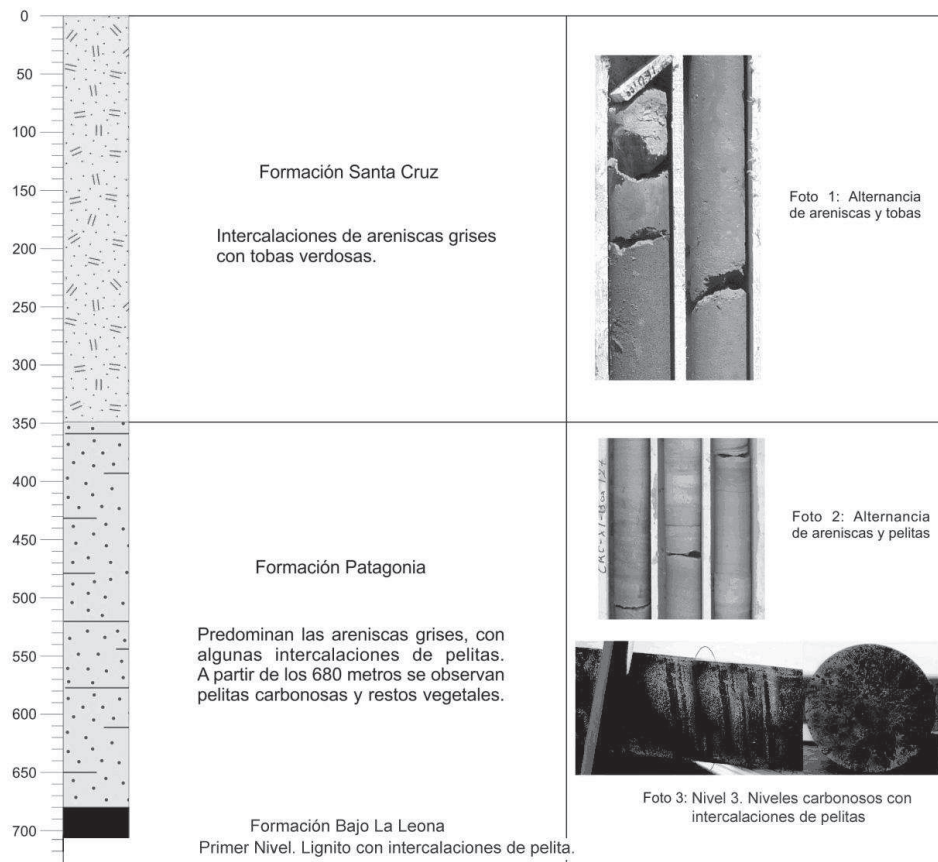 0
50
100
150
200
250
300
350
400
450
500
550
600
650
700
Formación Santa Cruz
Intercalaciones de areniscas grises
con tobas verdosas.
Foto 1: Alternancia
de areniscas y tobas
Formación Patagonia
Predominan las areniscas grises, con
algunas intercalaciones de pelitas.
A partir de los 680 metros se observan
pelitas carbonosas y restos vegetales.
Foto 2: Alternancia
de areniscas y pelitas
Foto 3: Nivel 3. Niveles carbonosos con
intercalaciones de pelitas
Formación Bajo La Leona
Primer Nivel. Lignito con intercalaciones de pelita.